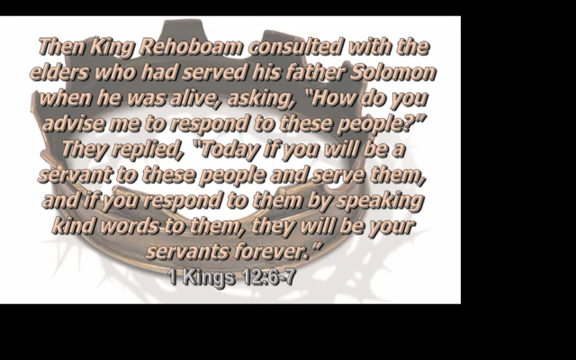 Then King Rehoboam consulted with the
elders who had served his father Solomon
when he was alive, asking, “How do you
advise me to respond to these people?”
They replied, “Today if you will be a
servant to these people and serve them,
and if you respond to them by speaking
kind words to them, they will be your
servants forever.”
1 Kings 12:6-7